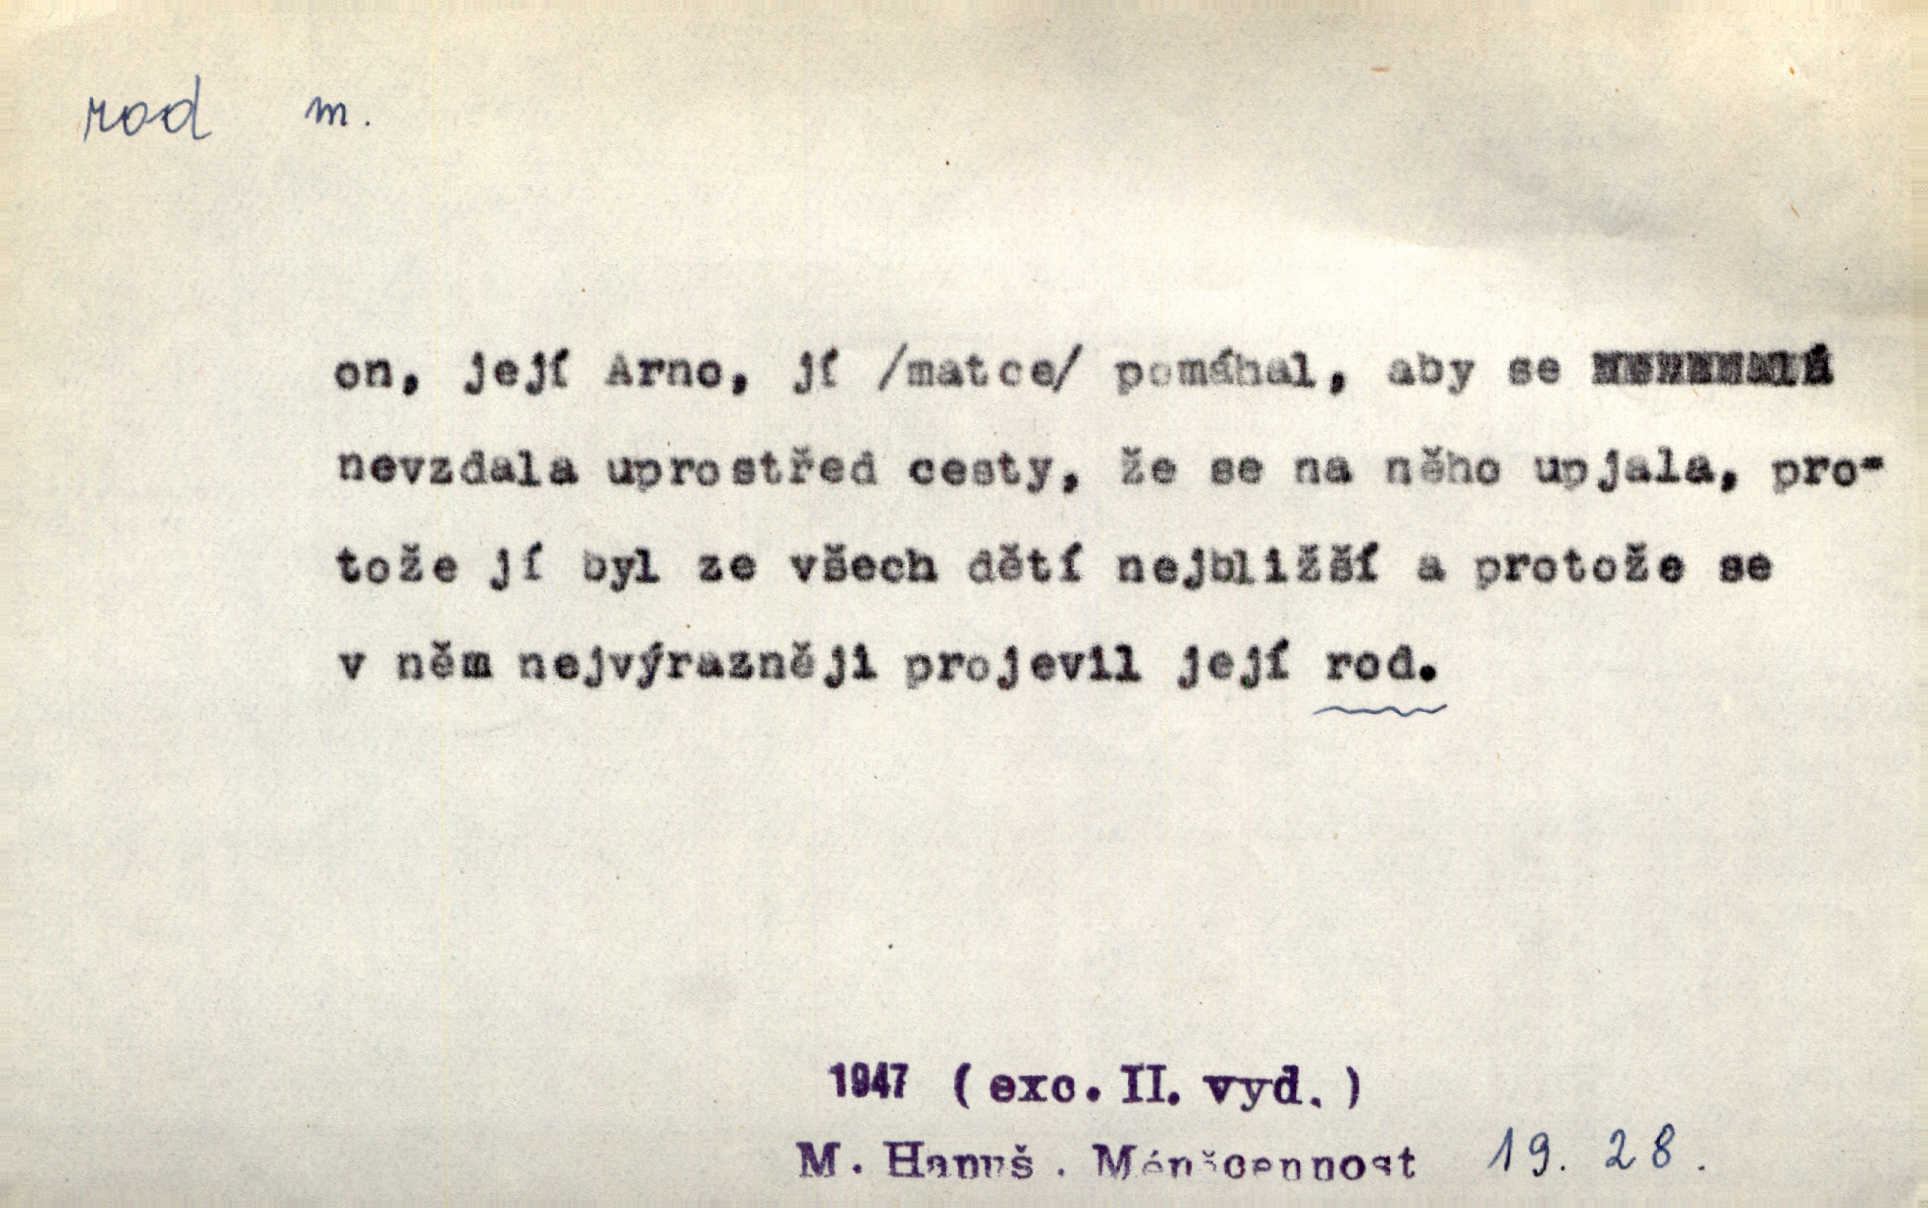 rod m.
on, její Arno, jí /matce/ pomáhal, aby se
nevzdala uprostřed cesty, že se na něho upjala, pro-
tože jí byl ze všech dětí nejbližší a protože se
v něm nejvýrazněji projevil její rod.
1947 (exc. II. vyd.)
M. Hanuš. Méněcennost 19. 28.